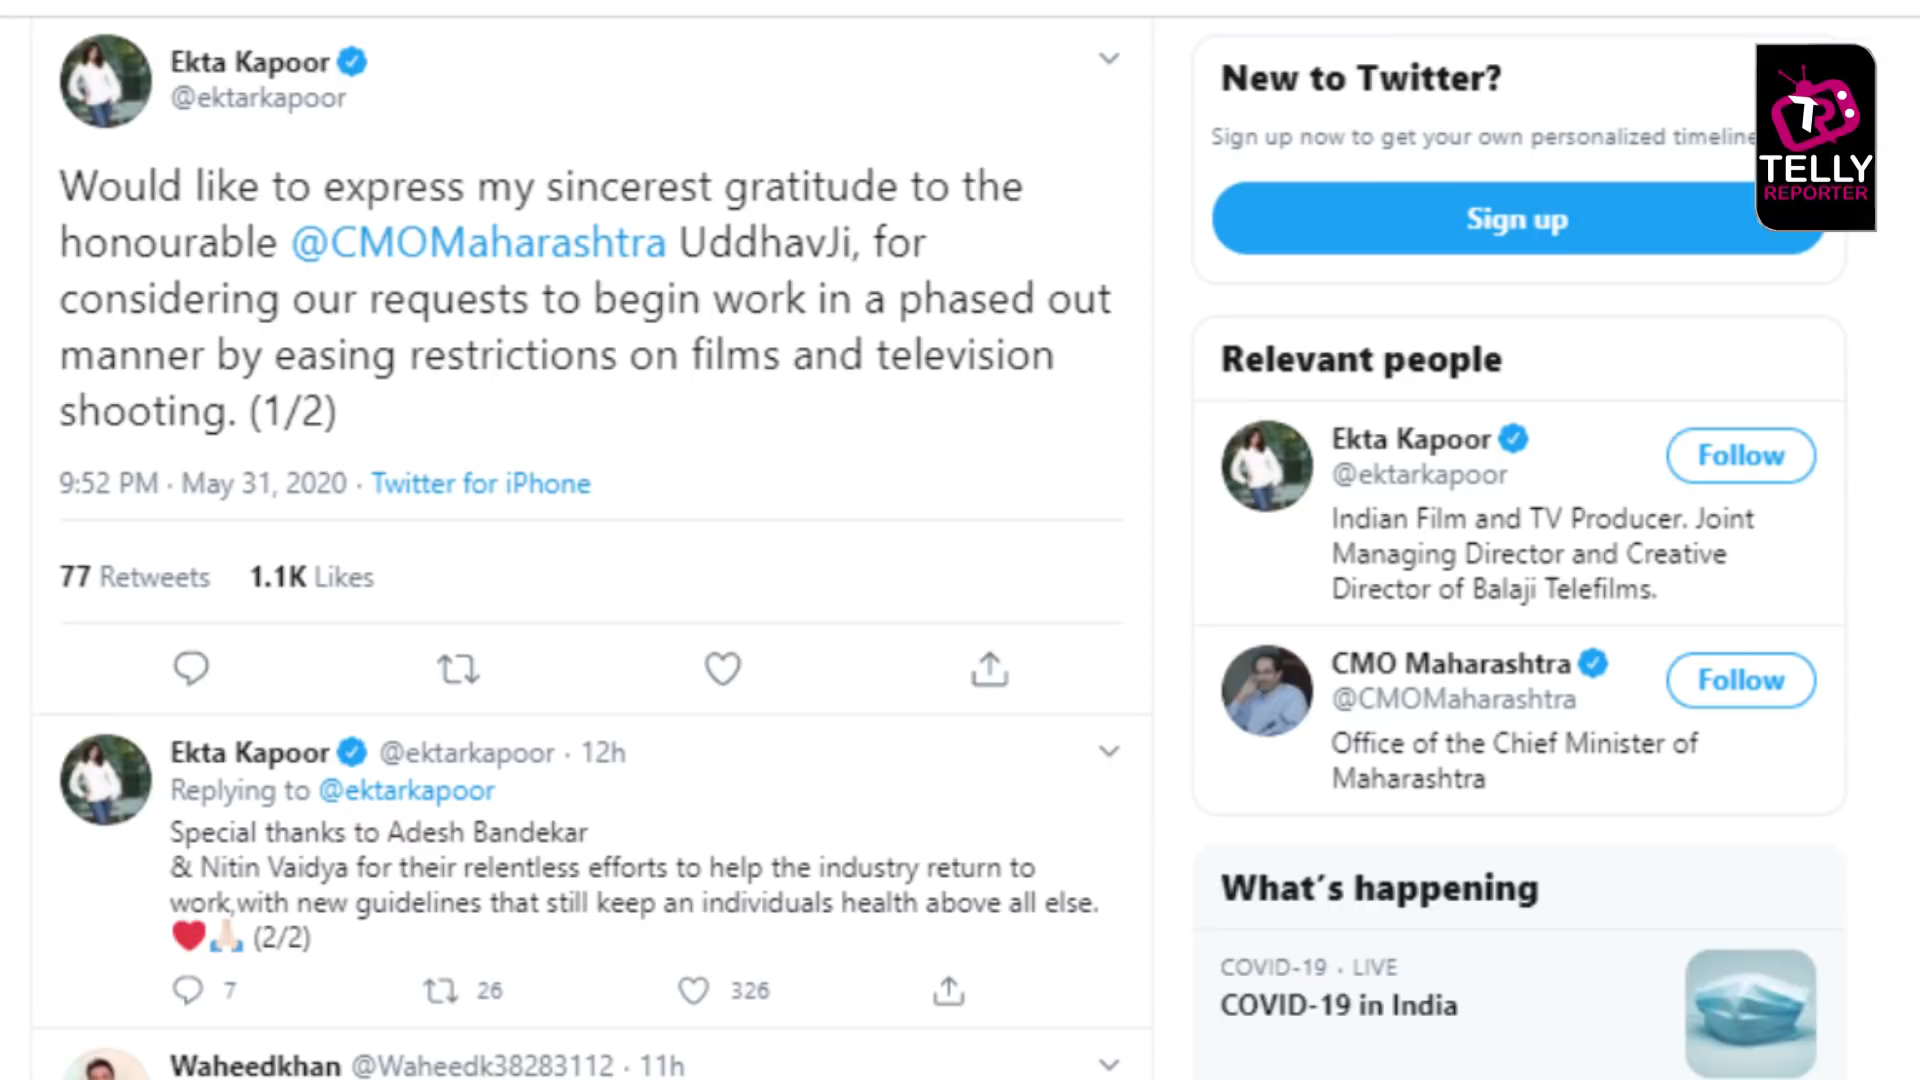 Ekta Kapoor
@ektarkapoor
Would like to express my sincerest gratitude to the
honourable @CMOMaharashtra UddhavJi, for
considering our requests to begin work in a phased out
manner by easing restrictions on films and television
shooting. (1/2)
9:52 PM · May 31, 2020 · Twitter for iPhone
77 Retweets 1.1K Likes
Ekta Kapoor @ektarkapoor · 12h
Replying to @ektarkapoor
Special thanks to Adesh Bandekar
& Nitin Vaidya for their relentless efforts to help the industry return to
work,with new guidelines that still keep an individuals health above all else.
❤️🙏🏻 (2/2)
7 26 326
Waheedkhan @Waheedk38283112 · 11h
New to Twitter?
Sign up now to get your own personalized timeline
Sign up
TR
TELLY
REPORTER
Relevant people
Ekta Kapoor
Follow
@ektarkapoor
Indian Film and TV Producer. Joint
Managing Director and Creative
Director of Balaji Telefilms.
CMO Maharashtra
Follow
@CMOMaharashtra
Office of the Chief Minister of
Maharashtra
What's happening
COVID-19 · LIVE
COVID-19 in India